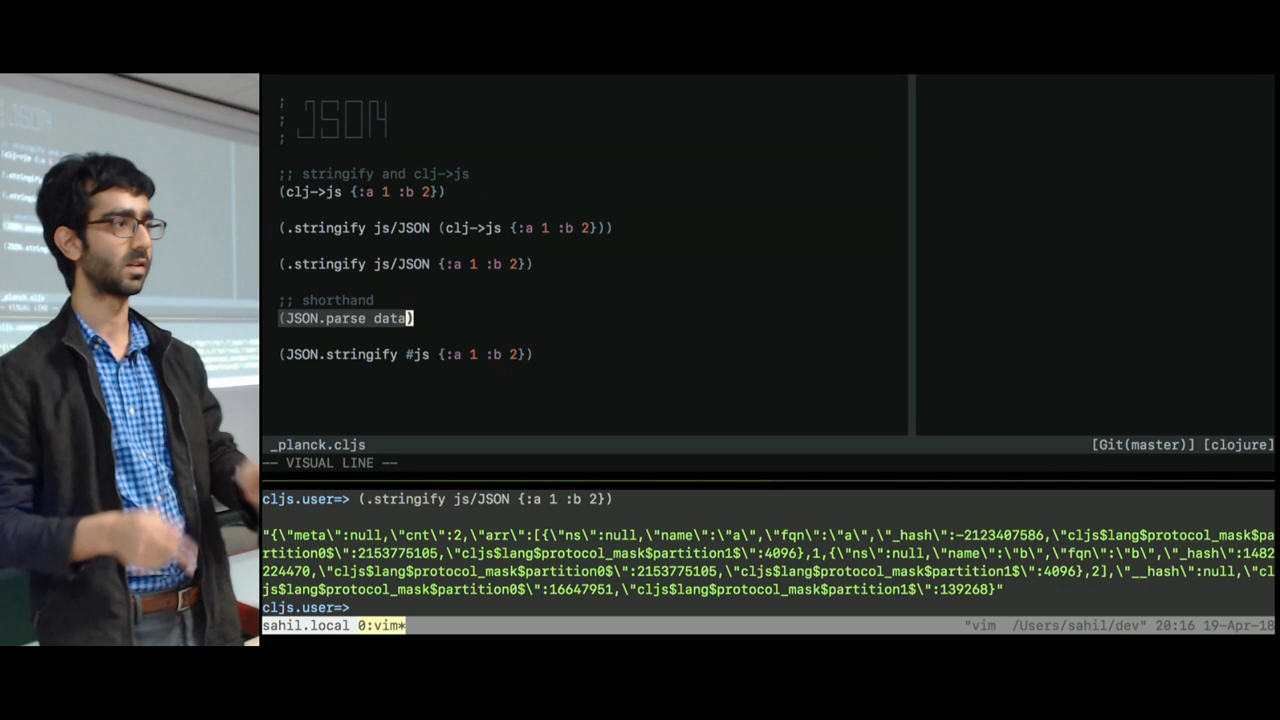 JSON
;; stringify and clj->js
(clj->js {:a 1 :b 2})
(.stringify js/JSON (clj->js {:a 1 :b 2}))
(.stringify js/JSON {:a 1 :b 2})
;; shorthand
(JSON.parse data)
(JSON.stringify #js {:a 1 :b 2})
_planck.cljs [Git(master)] [clojure]
-- VISUAL LINE --
cljs.user=> (.stringify js/JSON {:a 1 :b 2})
"{\"meta\":null,\"cnt\":2,\"arr\":[{\"ns\":null,\"name\":\"a\",\"fqn\":\"a\",\"_hash\":-2123407586,\"cljs$lang$protocol_mask$pa
rtition0$\":2153775105,\"cljs$lang$protocol_mask$partition1$\":4096},1,{\"ns\":null,\"name\":\"b\",\"fqn\":\"b\",\"_hash\":1482
224470,\"cljs$lang$protocol_mask$partition0$\":2153775105,\"cljs$lang$protocol_mask$partition1$\":4096},2],\"__hash\":null,\"cl
js$lang$protocol_mask$partition0$\":16647951,\"cljs$lang$protocol_mask$partition1$\":139268}"
cljs.user=>
sahil.local 0:vim* "vim /Users/sahil/dev" 20:16 19-Apr-18